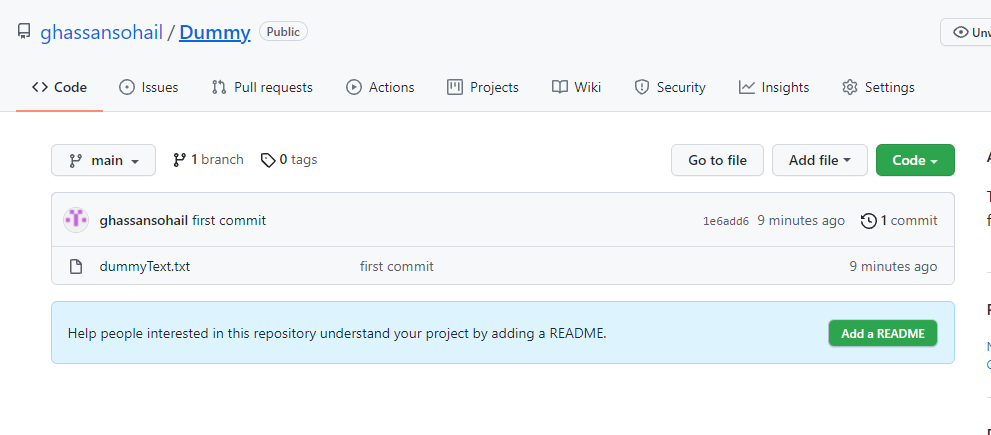 ghassansohail / Dummy Public
Code Issues Pull requests Actions Projects Wiki Security Insights Settings
main 1 branch 0 tags Go to file Add file Code
ghassansohail first commit 1e6add6 9 minutes ago 1 commit
dummyText.txt first commit 9 minutes ago
Help people interested in this repository understand your project by adding a README. Add a README